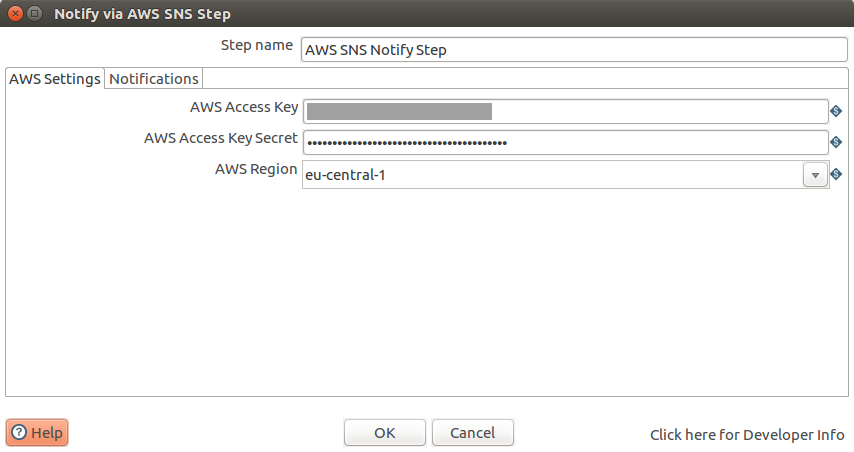 Notify via AWS SNS Step
Step name AWS SNS Notify Step
AWS Settings Notifications
AWS Access Key
AWS Access Key Secret ••••••••••••••••••••••••••••••••••••••••
AWS Region eu-central-1
Help OK Cancel Click here for Developer Info